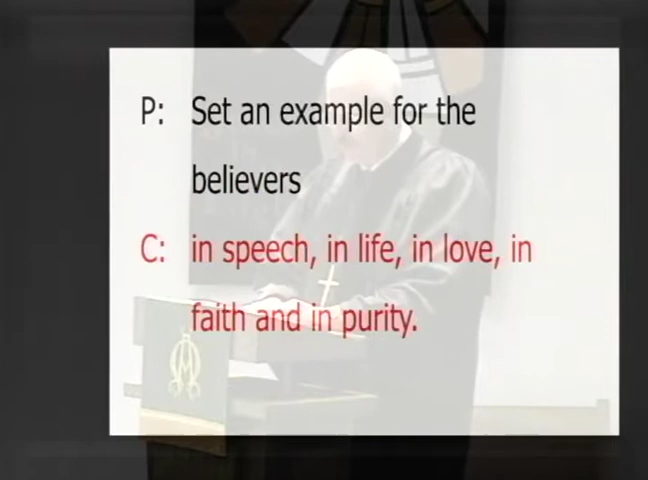 P: Set an example for the
believers
C: in speech, in life, in love, in
faith and in purity.